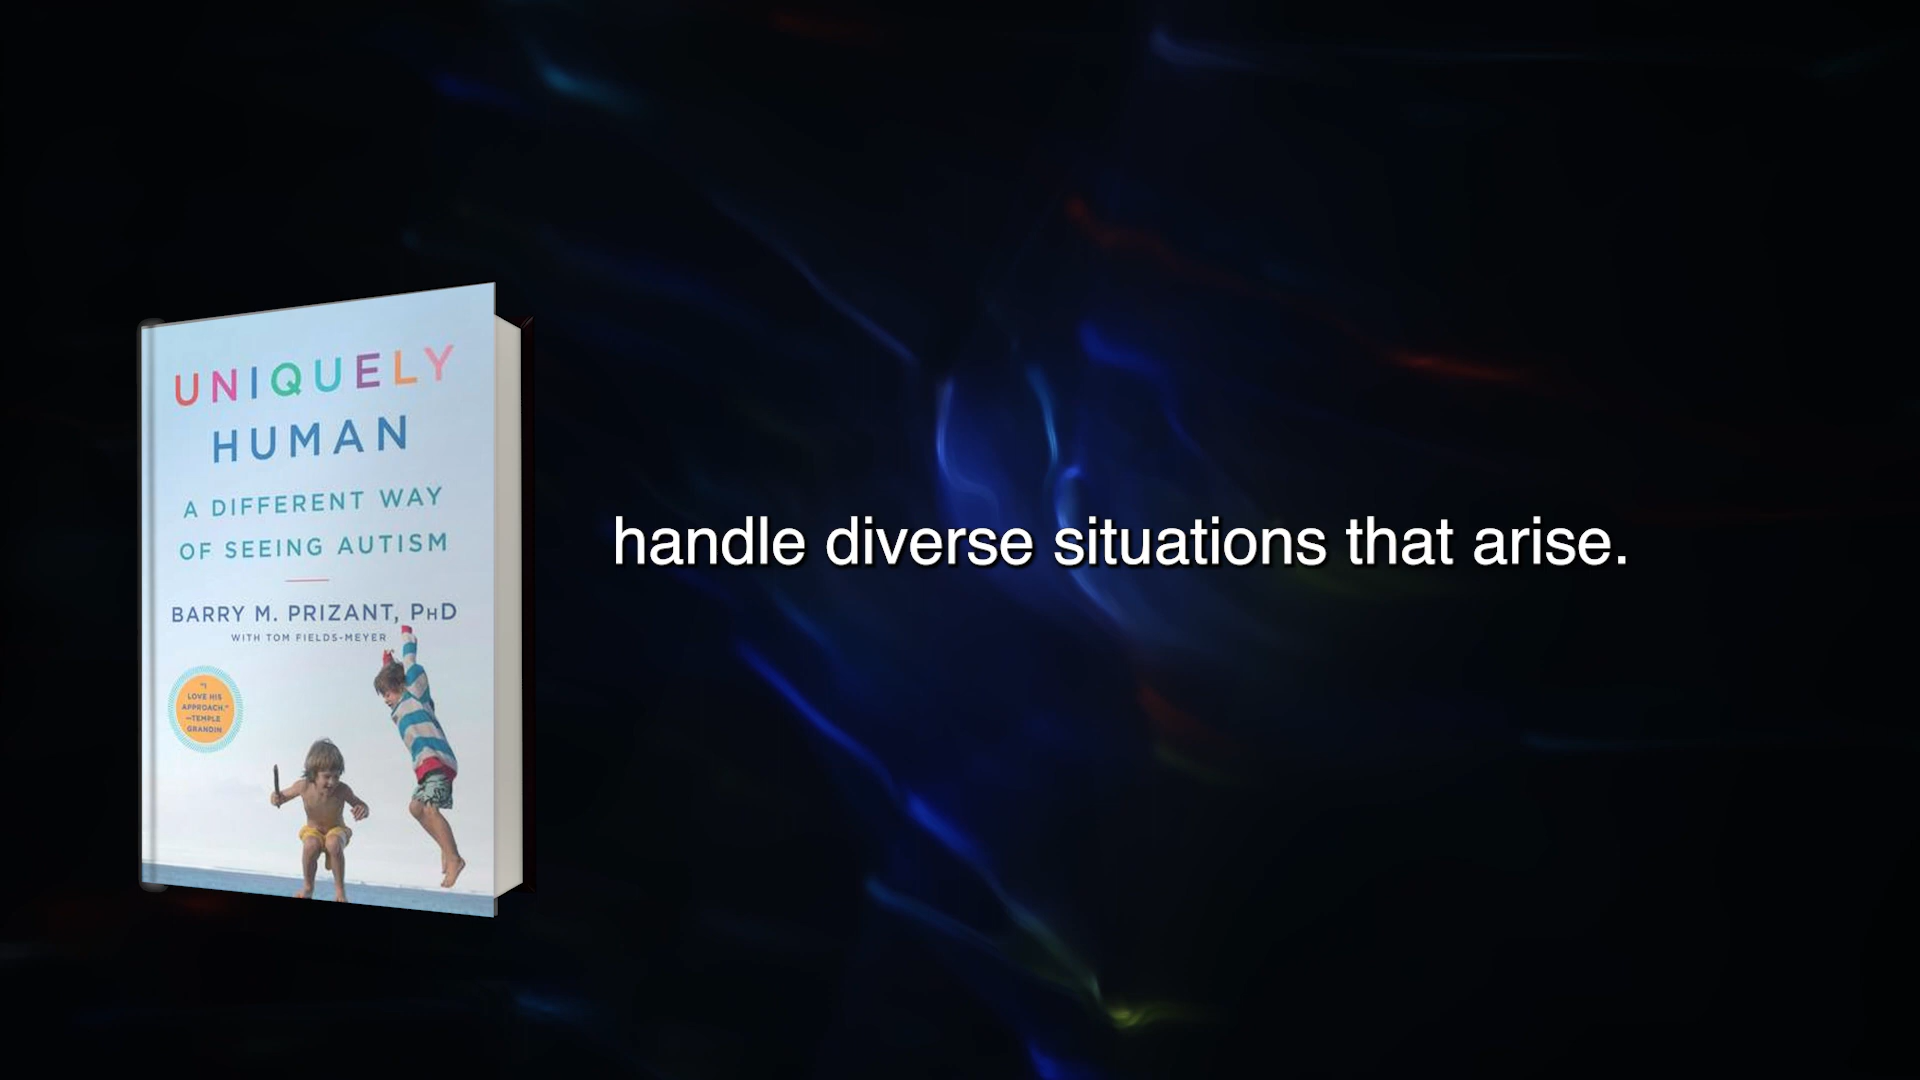 UNIQUELY
HUMAN
A DIFFERENT WAY
OF SEEING AUTISM
BARRY M. PRIZANT, PHD
WITH TOM FIELDS-MEYER
"I
LOVE HIS
APPROACH."
—TEMPLE
GRANDIN
handle diverse situations that arise.